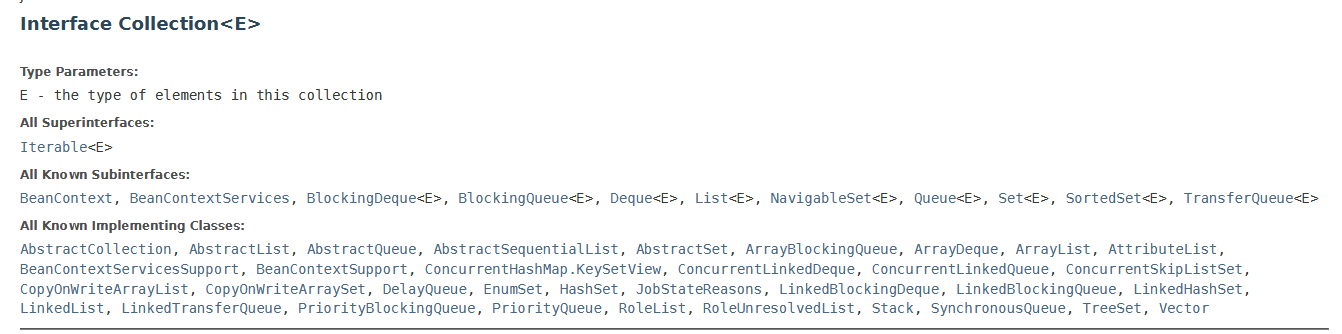 Interface Collection<E>
Type Parameters:
E - the type of elements in this collection
All Superinterfaces:
Iterable<E>
All Known Subinterfaces:
BeanContext, BeanContextServices, BlockingDeque<E>, BlockingQueue<E>, Deque<E>, List<E>, NavigableSet<E>, Queue<E>, Set<E>, SortedSet<E>, TransferQueue<E>
All Known Implementing Classes:
AbstractCollection, AbstractList, AbstractQueue, AbstractSequentialList, AbstractSet, ArrayBlockingQueue, ArrayDeque, ArrayList, AttributeList,
BeanContextServicesSupport, BeanContextSupport, ConcurrentHashMap.KeySetView, ConcurrentLinkedDeque, ConcurrentLinkedQueue, ConcurrentSkipListSet,
CopyOnWriteArrayList, CopyOnWriteArraySet, DelayQueue, EnumSet, HashSet, JobStateReasons, LinkedBlockingDeque, LinkedBlockingQueue, LinkedHashSet,
LinkedList, LinkedTransferQueue, PriorityBlockingQueue, PriorityQueue, RoleList, RoleUnresolvedList, Stack, SynchronousQueue, TreeSet, Vector